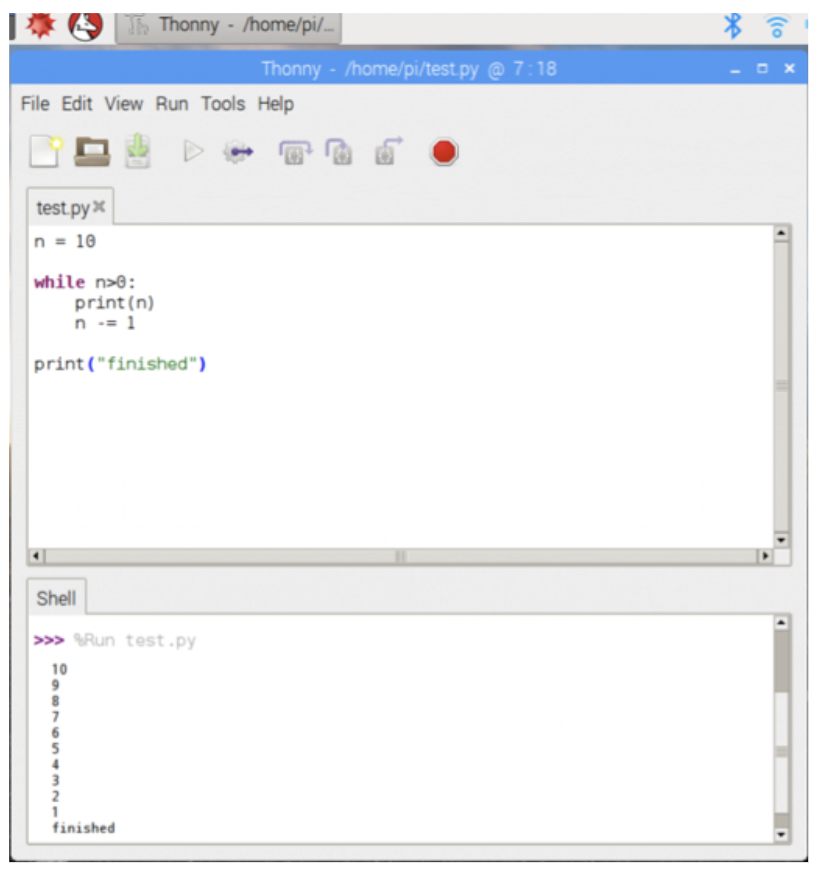 Thonny - /home/pi/...
Thonny - /home/pi/test.py @ 7:18
File Edit View Run Tools Help
test.py
n = 10
while n>0:
    print(n)
    n -= 1
print("finished")
Shell
>>> %Run test.py
10
9
8
7
6
5
4
3
2
1
finished